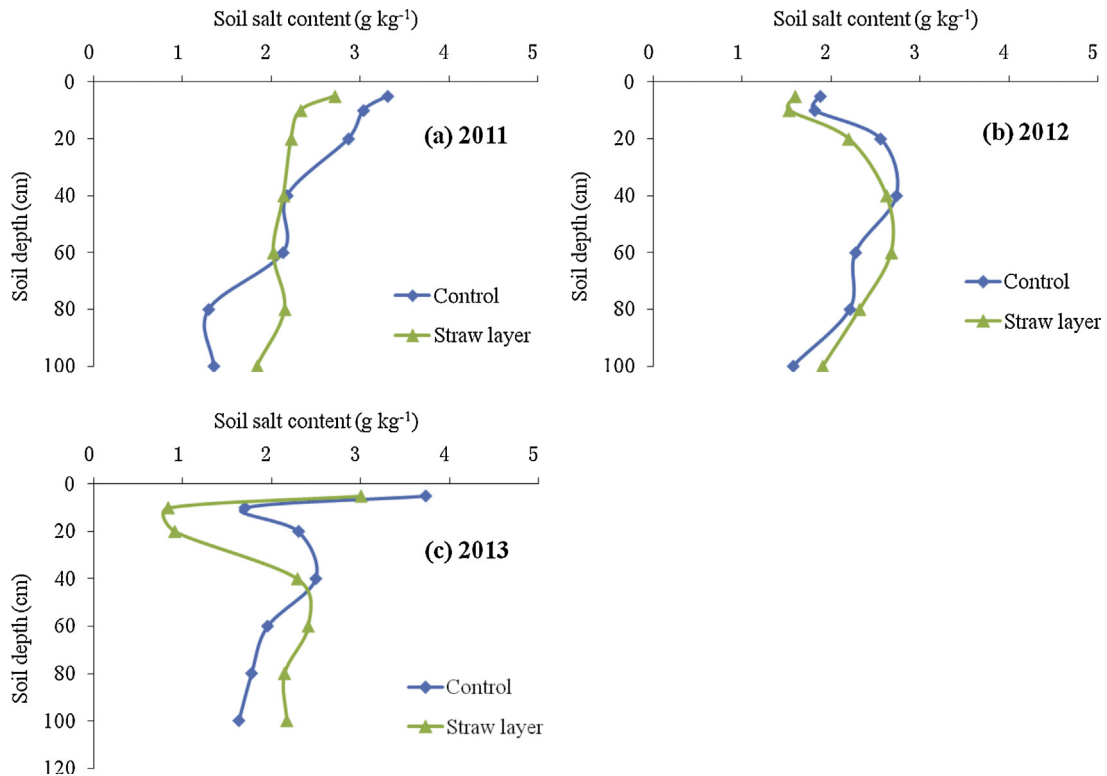 Soil salt content (g kg⁻¹)
0 1 2 3 4 5
0
20
40
60
80
100
Soil depth (cm)
(a) 2011
Control
Straw layer
Soil salt content (g kg⁻¹)
0 1 2 3 4 5
0
20
40
60
80
100
Soil depth (cm)
(b) 2012
Control
Straw layer
Soil salt content (g kg⁻¹)
0 1 2 3 4 5
0
20
40
60
80
100
120
Soil depth (cm)
(c) 2013
Control
Straw layer